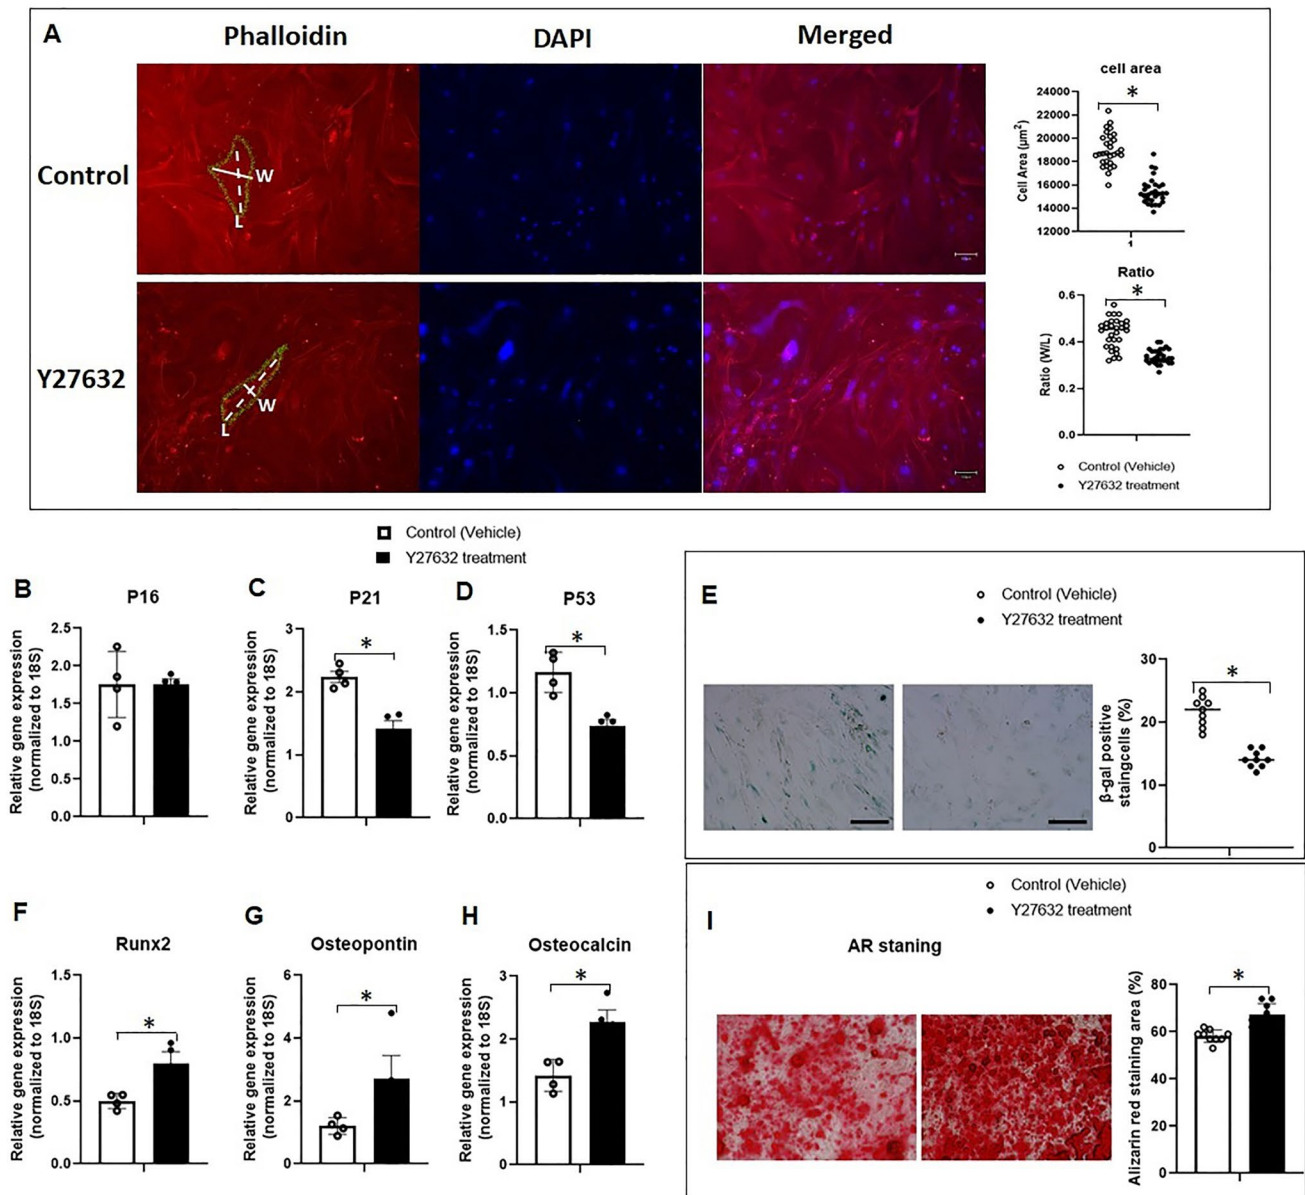 A
Phalloidin
DAPI
Merged
Control
W
L
Y27632
W
L
cell area
*
24000
22000
20000
18000
16000
14000
12000
Cell Area (µm²)
1
Ratio
*
0.6
0.4
0.2
0.0
Ratio (W/L)
Control (Vehicle)
Y27632 treatment
Control (Vehicle)
Y27632 treatment
B
P16
Relative gene expression
(normalized to 18S)
2.5
2.0
1.5
1.0
0.5
0.0
C
P21
*
Relative gene expression
(normalized to 18S)
3
2
1
0
D
P53
*
Relative gene expression
(normalized to 18S)
1.5
1.0
0.5
0.0
E
Control (Vehicle)
Y27632 treatment
*
β-gal positive
staingcells (%)
30
20
10
0
F
Runx2
*
Relative gene expression
(normalized to 18S)
1.5
1.0
0.5
0.0
G
Osteopontin
*
Relative gene expression
(normalized to 18S)
6
4
2
0
H
Osteocalcin
*
Relative gene expression
(normalized to 18S)
3
2
1
0
I
Control (Vehicle)
Y27632 treatment
AR staning
*
Alizarin red staining area (%)
80
60
40
20
0